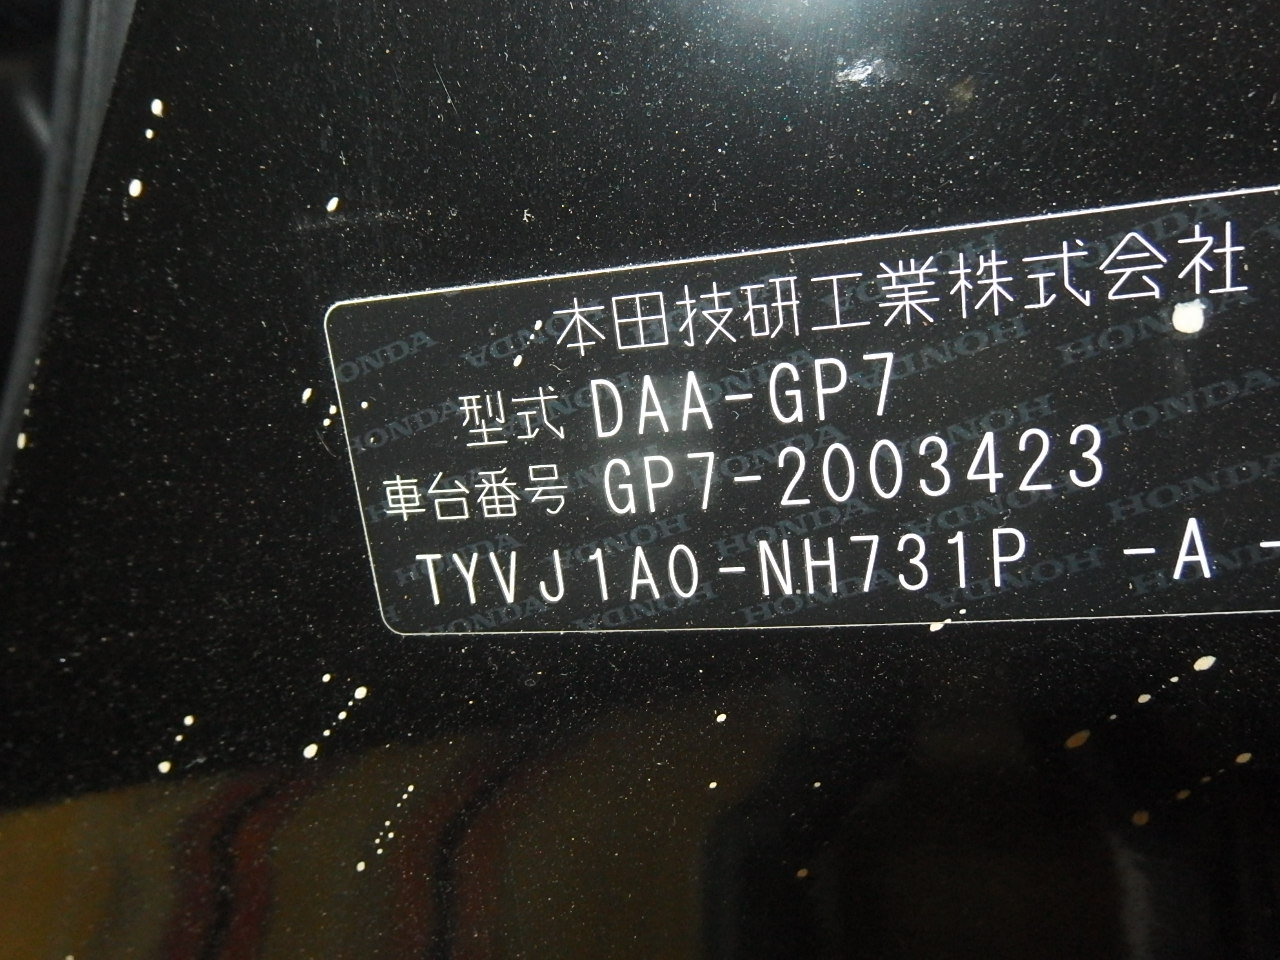 本田技研工業株式会社
型式 DAA-GP7
車台番号 GP7-2003423
TYVJ1A0-NH731P -A -